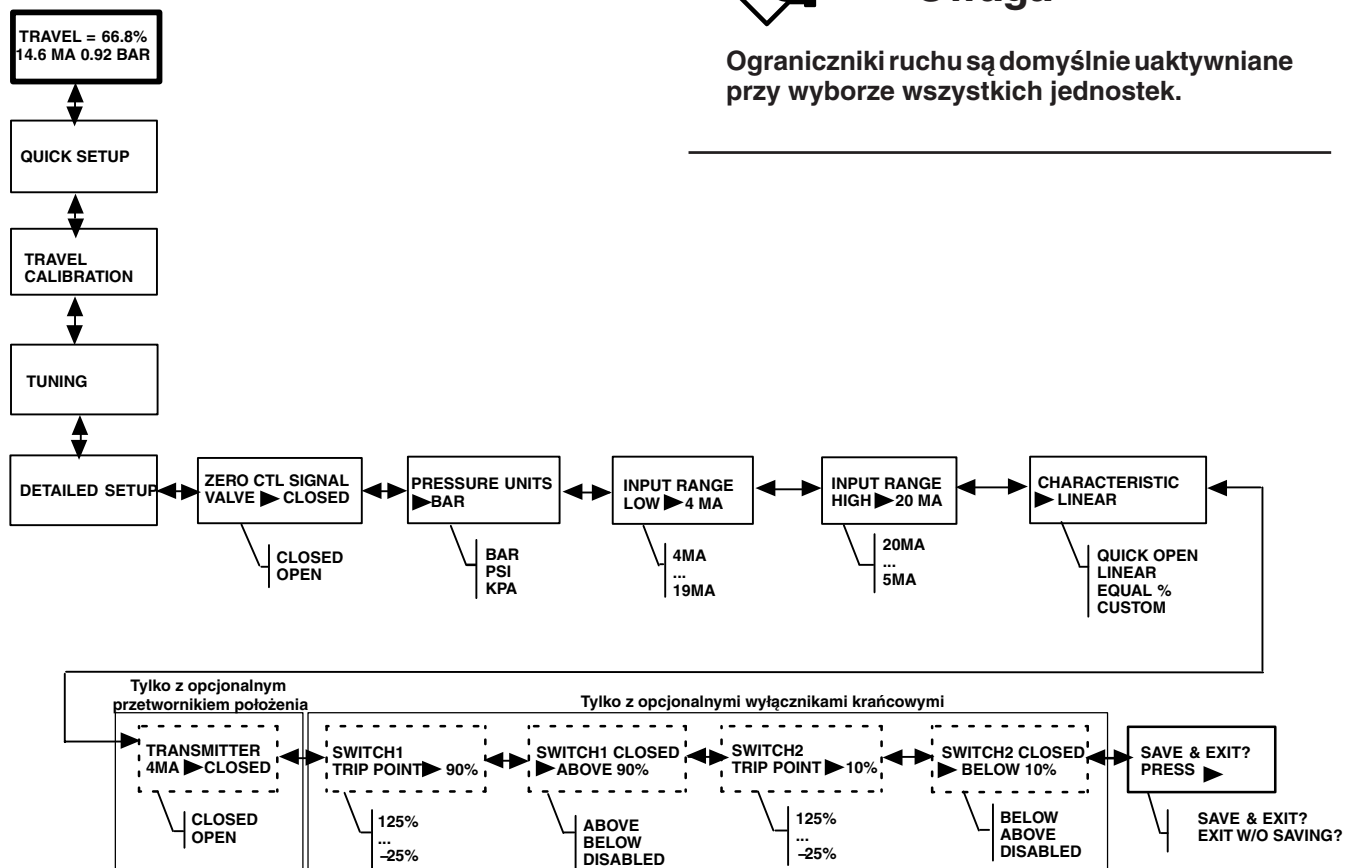 Uwaga
Ograniczniki ruchu są domyślnie uaktywniane
przy wyborze wszystkich jednostek.
TRAVEL = 66.8%
14.6 MA 0.92 BAR
QUICK SETUP
TRAVEL
CALIBRATION
TUNING
DETAILED SETUP
ZERO CTL SIGNAL
VALVE ▶ CLOSED
CLOSED
OPEN
PRESSURE UNITS
▶BAR
BAR
PSI
KPA
INPUT RANGE
LOW ▶ 4 MA
4MA
...
19MA
INPUT RANGE
HIGH ▶ 20 MA
20MA
...
5MA
CHARACTERISTIC
▶ LINEAR
QUICK OPEN
LINEAR
EQUAL %
CUSTOM
Tylko z opcjonalnym
przetwornikiem położenia
TRANSMITTER
4MA ▶CLOSED
CLOSED
OPEN
Tylko z opcjonalnymi wyłącznikami krańcowymi
SWITCH1
TRIP POINT▶ 90%
125%
...
–25%
SWITCH1 CLOSED
▶ ABOVE 90%
ABOVE
BELOW
DISABLED
SWITCH2
TRIP POINT ▶10%
125%
...
–25%
SWITCH2 CLOSED
▶ BELOW 10%
BELOW
ABOVE
DISABLED
SAVE & EXIT?
PRESS ▶
SAVE & EXIT?
EXIT W/O SAVING?